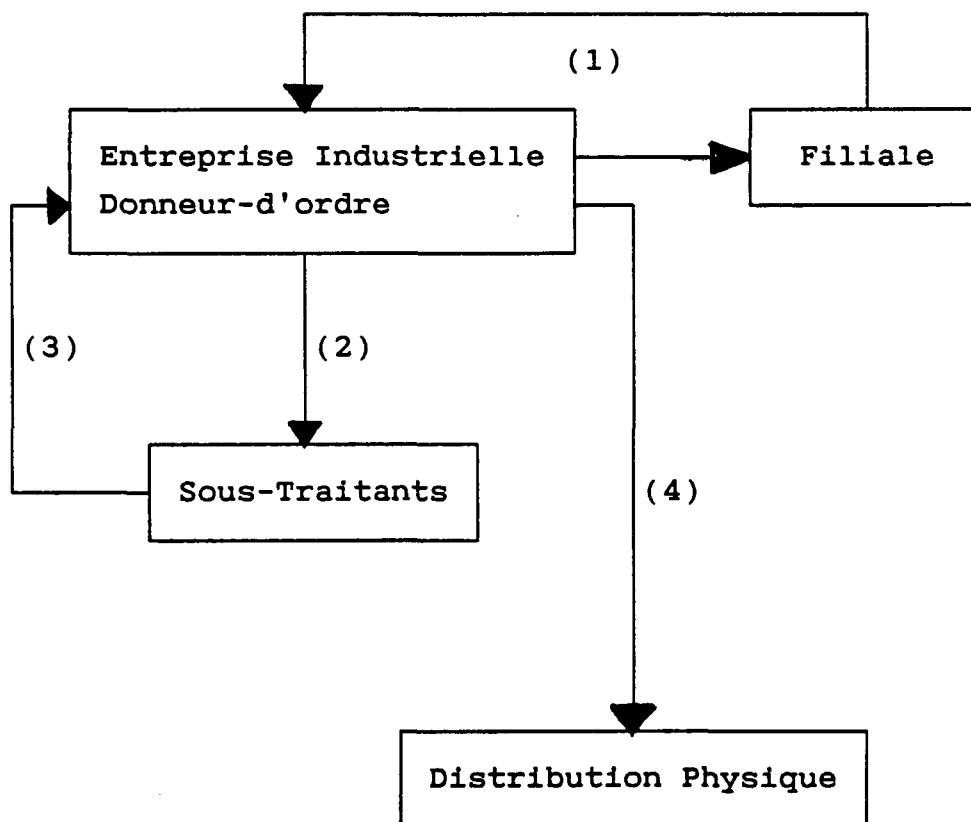 (1)
Entreprise Industrielle
Donneur-d'ordre
Filiale
(3)
(2)
Sous-Traitants
(4)
Distribution Physique